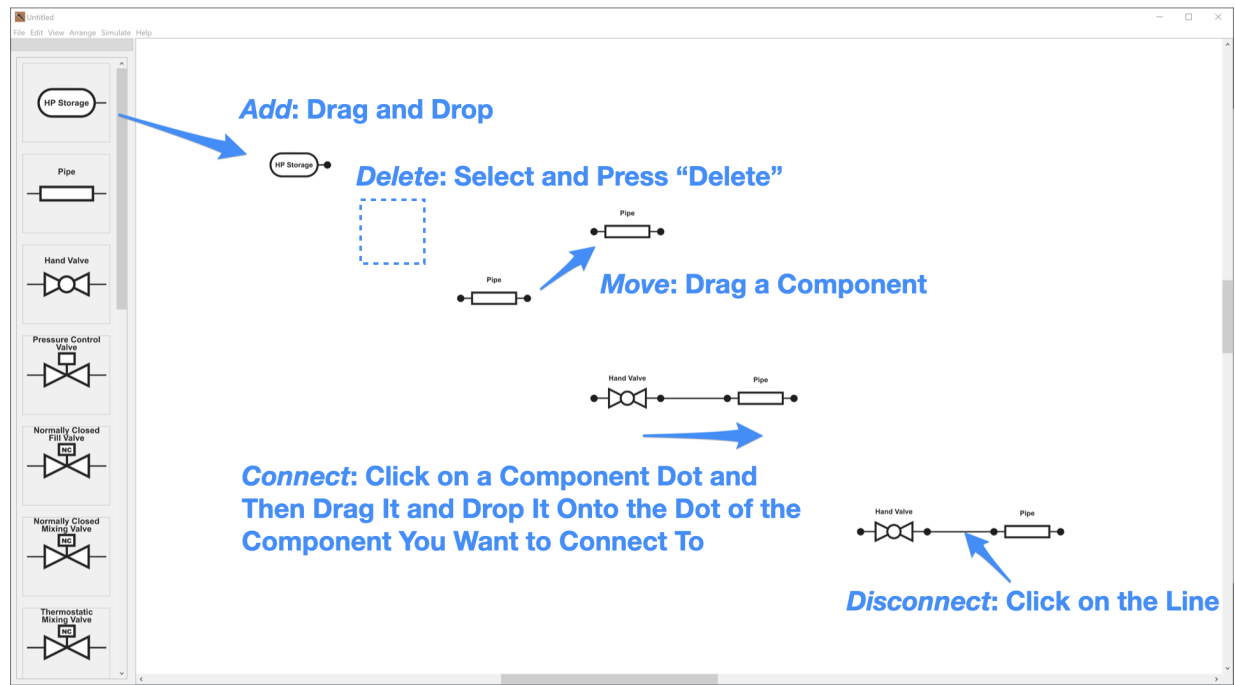 Untitled
File Edit View Arrange Simulate Help
HP Storage
Pipe
Hand Valve
Pressure Control
Valve
Normally Closed
Fill Valve
NC
Normally Closed
Mixing Valve
NC
Thermostatic
Mixing Valve
NC
Add: Drag and Drop
HP Storage
Delete: Select and Press “Delete”
Pipe
Pipe
Move: Drag a Component
Hand Valve
Pipe
Connect: Click on a Component Dot and
Then Drag It and Drop It Onto the Dot of the
Component You Want to Connect To
Hand Valve
Pipe
Disconnect: Click on the Line